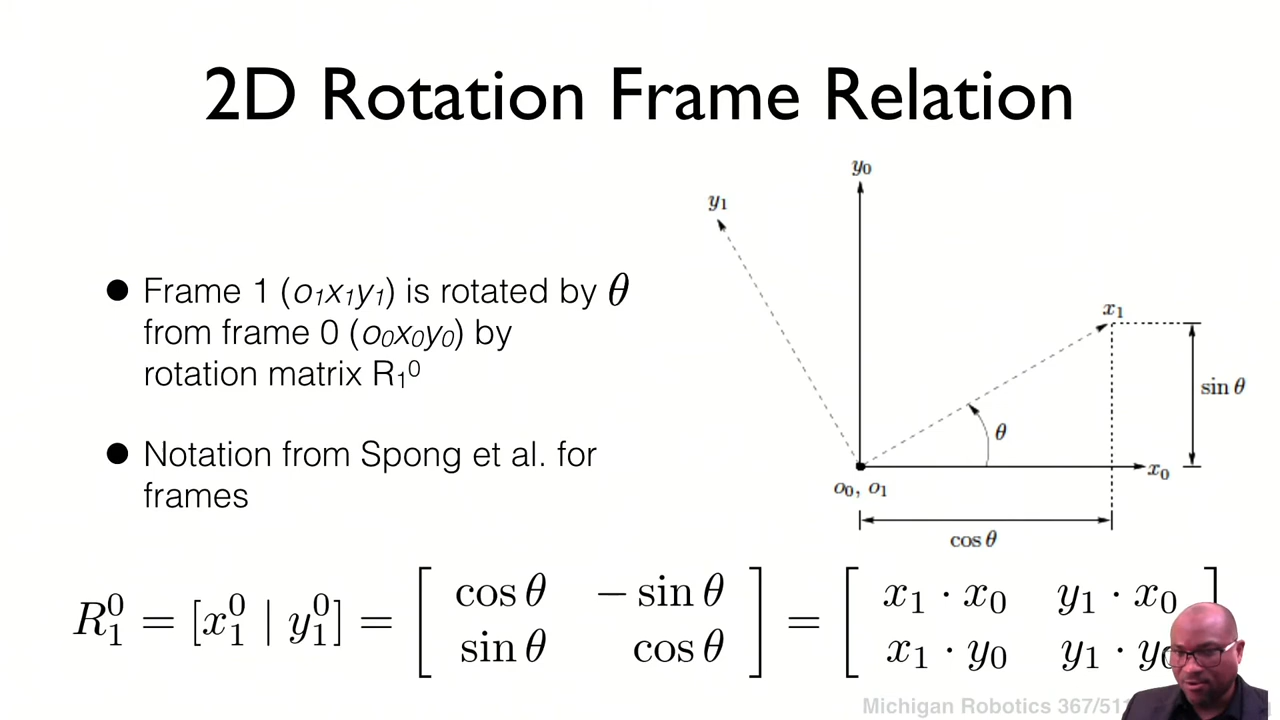 2D Rotation Frame Relation
● Frame 1 (o₁x₁y₁) is rotated by θ
from frame 0 (o₀x₀y₀) by
rotation matrix R₁⁰
● Notation from Spong et al. for
frames
y₀
y₁
x₁
sin θ
θ
x₀
o₀, o₁
cos θ
R₁⁰ = [x₁⁰ | y₁⁰] = [ cos θ − sin θ ] = [ x₁ · x₀ y₁ · x₀ ]
[ sin θ cos θ ] [ x₁ · y₀ y₁ · y₀
Michigan Robotics